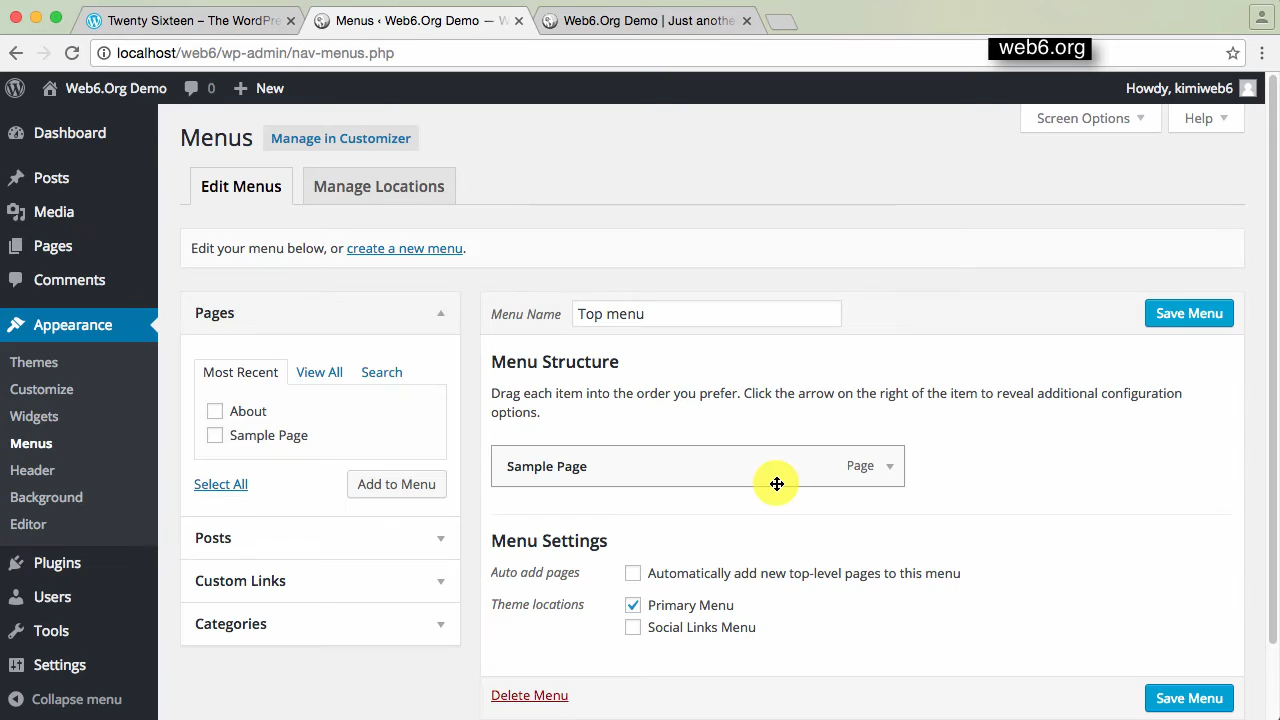 Twenty Sixteen – The WordPre
Menus ‹ Web6.Org Demo — W
Web6.Org Demo | Just anothe
localhost/web6/wp-admin/nav-menus.php
web6.org
Web6.Org Demo
0
New
Howdy, kimiweb6
Screen Options
Help
Dashboard
Posts
Media
Pages
Comments
Appearance
Themes
Customize
Widgets
Menus
Header
Background
Editor
Plugins
Users
Tools
Settings
Collapse menu
Menus
Manage in Customizer
Edit Menus
Manage Locations
Edit your menu below, or create a new menu.
Pages
Most Recent
View All
Search
About
Sample Page
Select All
Add to Menu
Posts
Custom Links
Categories
Menu Name
Top menu
Save Menu
Menu Structure
Drag each item into the order you prefer. Click the arrow on the right of the item to reveal additional configuration
options.
Sample Page
Page
Menu Settings
Auto add pages
Automatically add new top-level pages to this menu
Theme locations
Primary Menu
Social Links Menu
Delete Menu
Save Menu